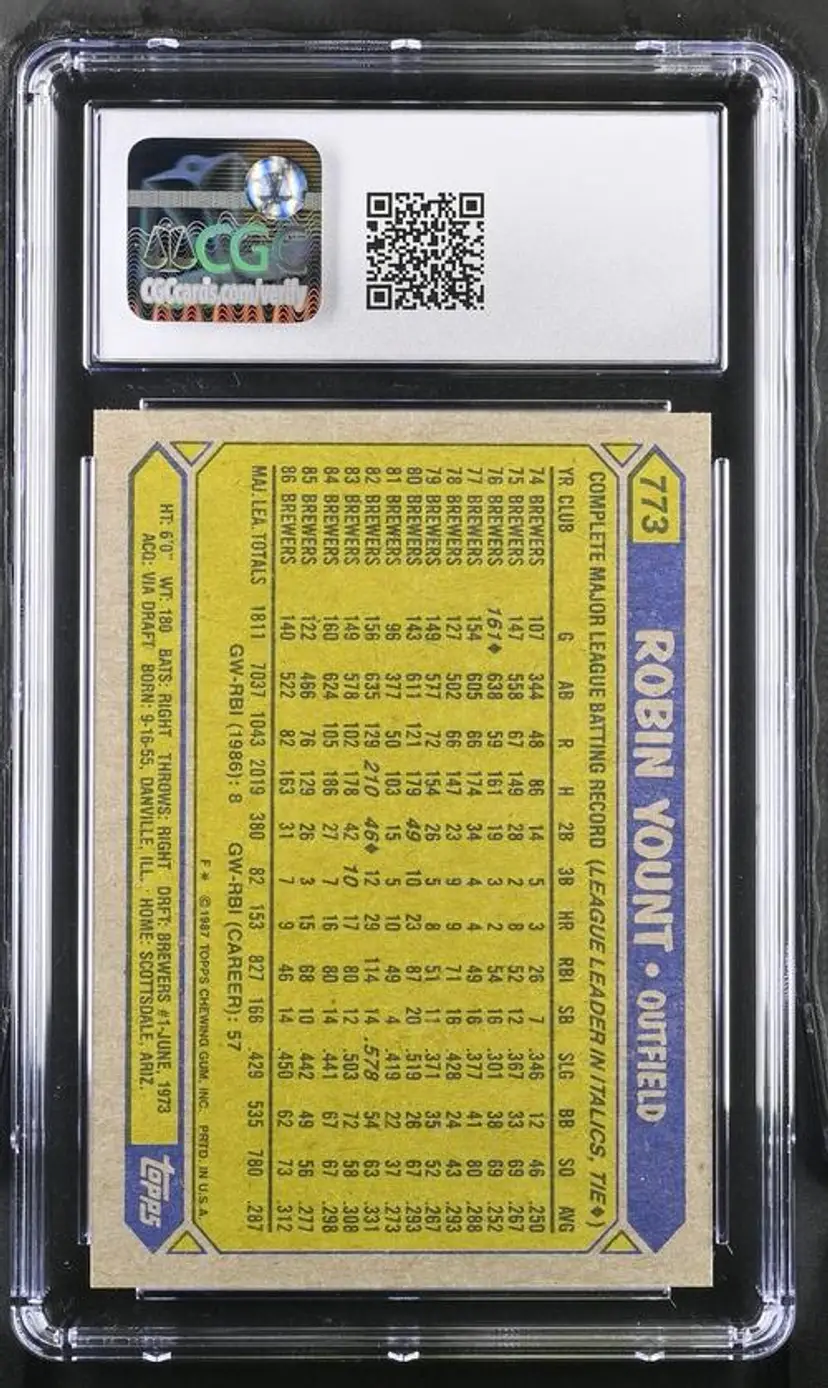 CGC
CGCcards.com/verify
773
ROBIN YOUNT • OUTFIELD
COMPLETE MAJOR LEAGUE BATTING RECORD (LEAGUE LEADER IN ITALICS, TIE♦)
YR CLUB G AB R H 2B 3B HR RBI SB SLG BB SO AVG
74 BREWERS 107 344 48 86 14 5 3 26 7 .346 12 46 .250
75 BREWERS 147 558 67 149 28 2 8 52 12 .367 33 69 .267
76 BREWERS 161♦ 638 59 161 19 3 2 54 16 .301 38 69 .252
77 BREWERS 154 605 66 174 34 4 4 49 16 .377 41 80 .288
78 BREWERS 127 502 66 147 23 9 9 71 16 .428 24 43 .293
79 BREWERS 149 577 72 154 26 5 8 51 11 .371 35 52 .267
80 BREWERS 143 611 121 179 49 10 23 87 20 .519 26 67 .293
81 BREWERS 96 377 50 103 15 5 10 49 4 .419 22 37 .273
82 BREWERS 156 635 129 210 46♦ 12 29 114 14 .578 54 63 .331
83 BREWERS 149 578 102 178 42 10 17 80 12 .503 72 58 .308
84 BREWERS 160 624 105 186 27 7 16 80 14 .441 67 67 .298
85 BREWERS 122 466 76 129 26 3 15 68 10 .442 49 56 .277
86 BREWERS 140 522 82 163 31 7 9 46 14 .450 62 73 .312
MAJ. LEA. TOTALS 1811 7037 1043 2019 380 82 153 827 166 .429 535 780 .287
GW-RBI (1986): 8 GW-RBI (CAREER): 57
F* ©1987 TOPPS CHEWING GUM, INC. PRTD. IN U.S.A.
HT: 6'0" WT: 180 BATS: RIGHT THROWS: RIGHT DRFT: BREWERS #1-JUNE, 1973
ACQ: VIA DRAFT BORN: 9-16-55, DANVILLE, ILL. HOME: SCOTTSDALE, ARIZ.
topps